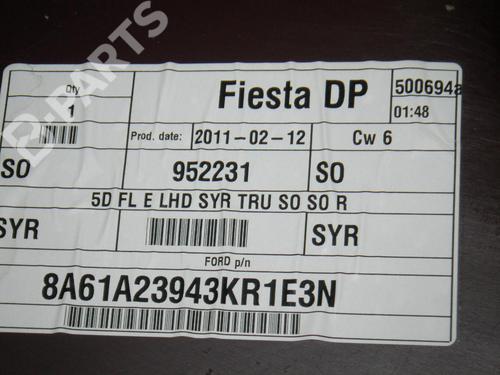 B-PARTS
Qty
1
Fiesta DP
500694a
01:48
Prod. date: 2011-02-12
Cw 6
SO
952231
SO
5D FL E LHD SYR TRU SO SO R
SYR
SYR
FORD p/n
8A61A23943KR1E3N